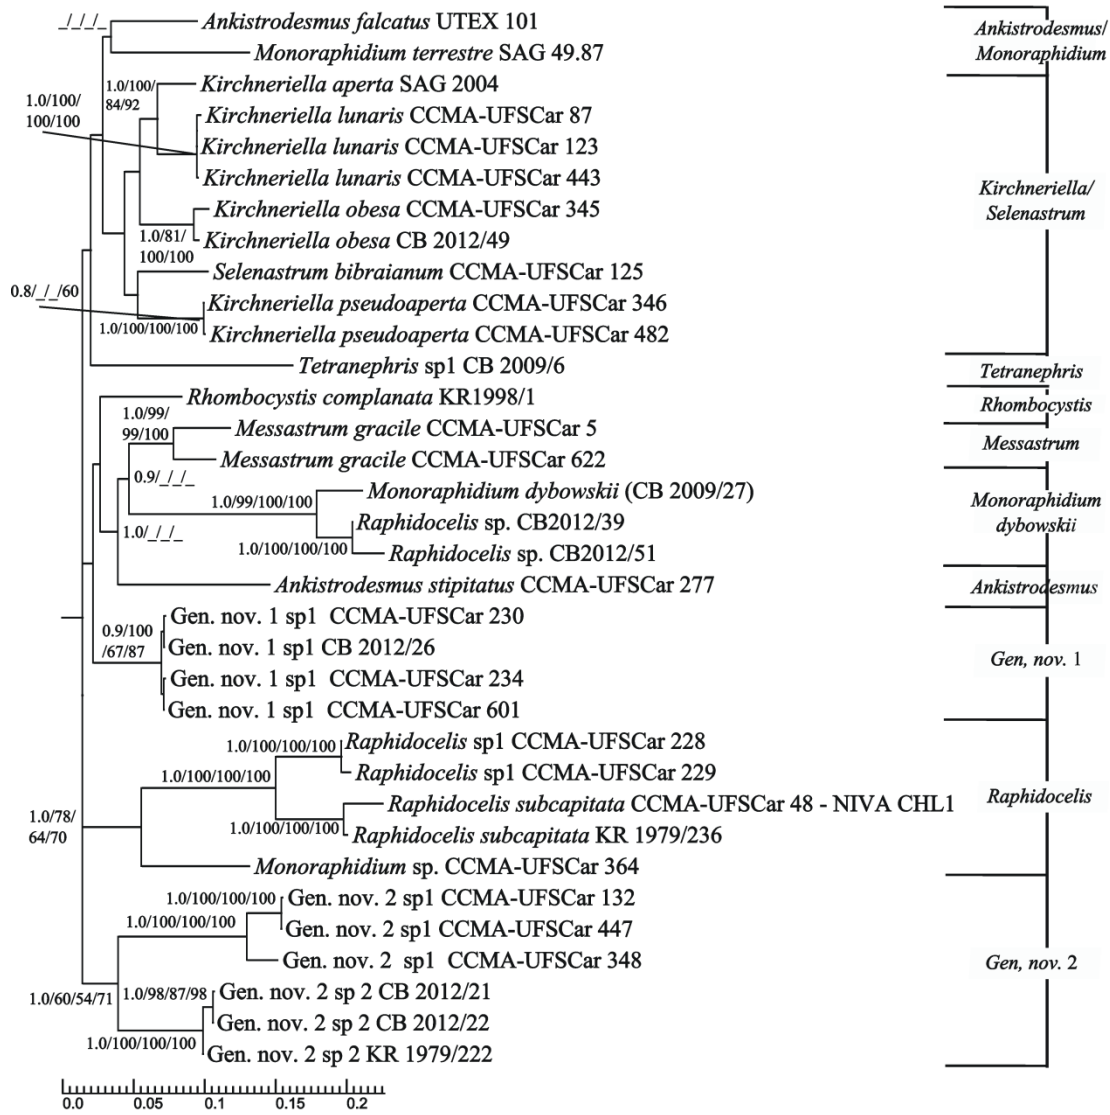 _/_/_/_
Ankistrodesmus falcatus UTEX 101
Monoraphidium terrestre SAG 49.87
Ankistrodesmus/
Monoraphidium
1.0/100/
84/92
Kirchneriella aperta SAG 2004
1.0/100/
100/100
Kirchneriella lunaris CCMA-UFSCar 87
Kirchneriella lunaris CCMA-UFSCar 123
Kirchneriella lunaris CCMA-UFSCar 443
Kirchneriella/
Selenastrum
Kirchneriella obesa CCMA-UFSCar 345
1.0/81/
100/100
Kirchneriella obesa CB 2012/49
Selenastrum bibraianum CCMA-UFSCar 125
0.8/_/_/60
Kirchneriella pseudoaperta CCMA-UFSCar 346
1.0/100/100/100
Kirchneriella pseudoaperta CCMA-UFSCar 482
Tetranephris sp1 CB 2009/6
Tetranephris
Rhombocystis complanata KR1998/1
Rhombocystis
1.0/99/
99/100
Messastrum gracile CCMA-UFSCar 5
Messastrum
Messastrum gracile CCMA-UFSCar 622
0.9/_/_/_
1.0/99/100/100
Monoraphidium dybowskii (CB 2009/27)
Monoraphidium
dybowskii
Raphidocelis sp. CB2012/39
1.0/_/_/_
1.0/100/100/100
Raphidocelis sp. CB2012/51
Ankistrodesmus stipitatus CCMA-UFSCar 277
Ankistrodesmus
Gen. nov. 1 sp1 CCMA-UFSCar 230
0.9/100
/67/87
Gen. nov. 1 sp1 CB 2012/26
Gen, nov. 1
Gen. nov. 1 sp1 CCMA-UFSCar 234
Gen. nov. 1 sp1 CCMA-UFSCar 601
1.0/100/100/100
Raphidocelis sp1 CCMA-UFSCar 228
1.0/100/100/100
Raphidocelis sp1 CCMA-UFSCar 229
Raphidocelis
Raphidocelis subcapitata CCMA-UFSCar 48 - NIVA CHL1
1.0/78/
64/70
1.0/100/100/100
Raphidocelis subcapitata KR 1979/236
Monoraphidium sp. CCMA-UFSCar 364
1.0/100/100/100
Gen. nov. 2 sp1 CCMA-UFSCar 132
1.0/100/100/100
Gen. nov. 2 sp1 CCMA-UFSCar 447
Gen. nov. 2 sp1 CCMA-UFSCar 348
Gen, nov. 2
1.0/60/54/71
1.0/98/87/98
Gen. nov. 2 sp 2 CB 2012/21
Gen. nov. 2 sp 2 CB 2012/22
1.0/100/100/100
Gen. nov. 2 sp 2 KR 1979/222
0.0 0.05 0.1 0.15 0.2